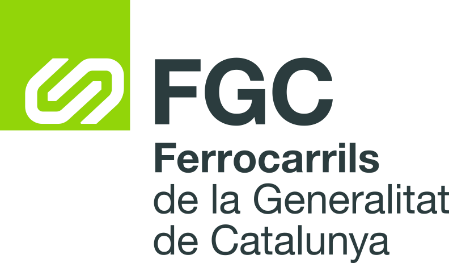 FGC
Ferrocarrils
de la Generalitat
de Catalunya